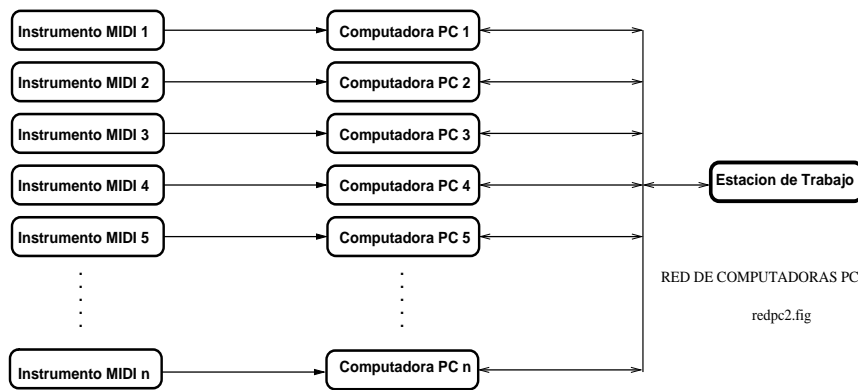 Instrumento MIDI 1
Computadora PC 1
Instrumento MIDI 2
Computadora PC 2
Instrumento MIDI 3
Computadora PC 3
Instrumento MIDI 4
Computadora PC 4
Estacion de Trabajo
Instrumento MIDI 5
Computadora PC 5
RED DE COMPUTADORAS PC
redpc2.fig
Instrumento MIDI n
Computadora PC n